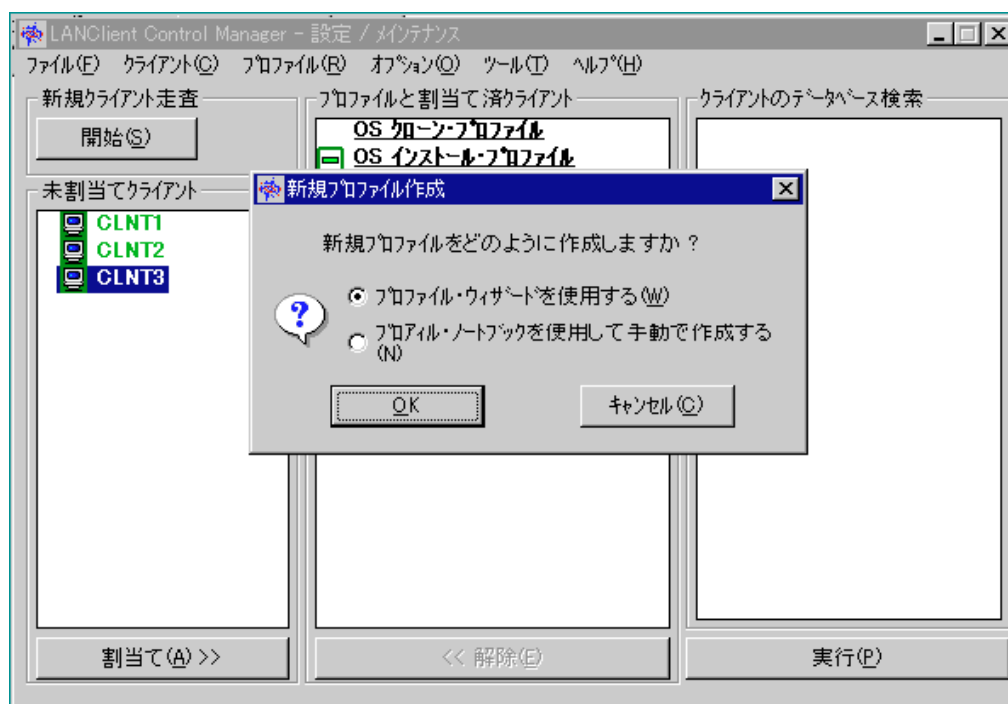 LANClient Control Manager - 設定 / メインテナンス
ファイル(F) クライアント(C) プロファイル(R) オプション(O) ツール(T) ヘルプ(H)
新規クライアント走査
開始(S)
未割当てクライアント
CLNT1
CLNT2
CLNT3
割当て(A) >>
プロファイルと割当て済クライアント
OS クローン・プロファイル
OS インストール・プロファイル
<< 解除(E)
クライアントのデータベース検索
実行(P)
新規プロファイル作成
新規プロファイルをどのように作成しますか ?
プロファイル・ウィザードを使用する(W)
プロアィル・ノートブックを使用して手動で作成する
(N)
OK
キャンセル(C)